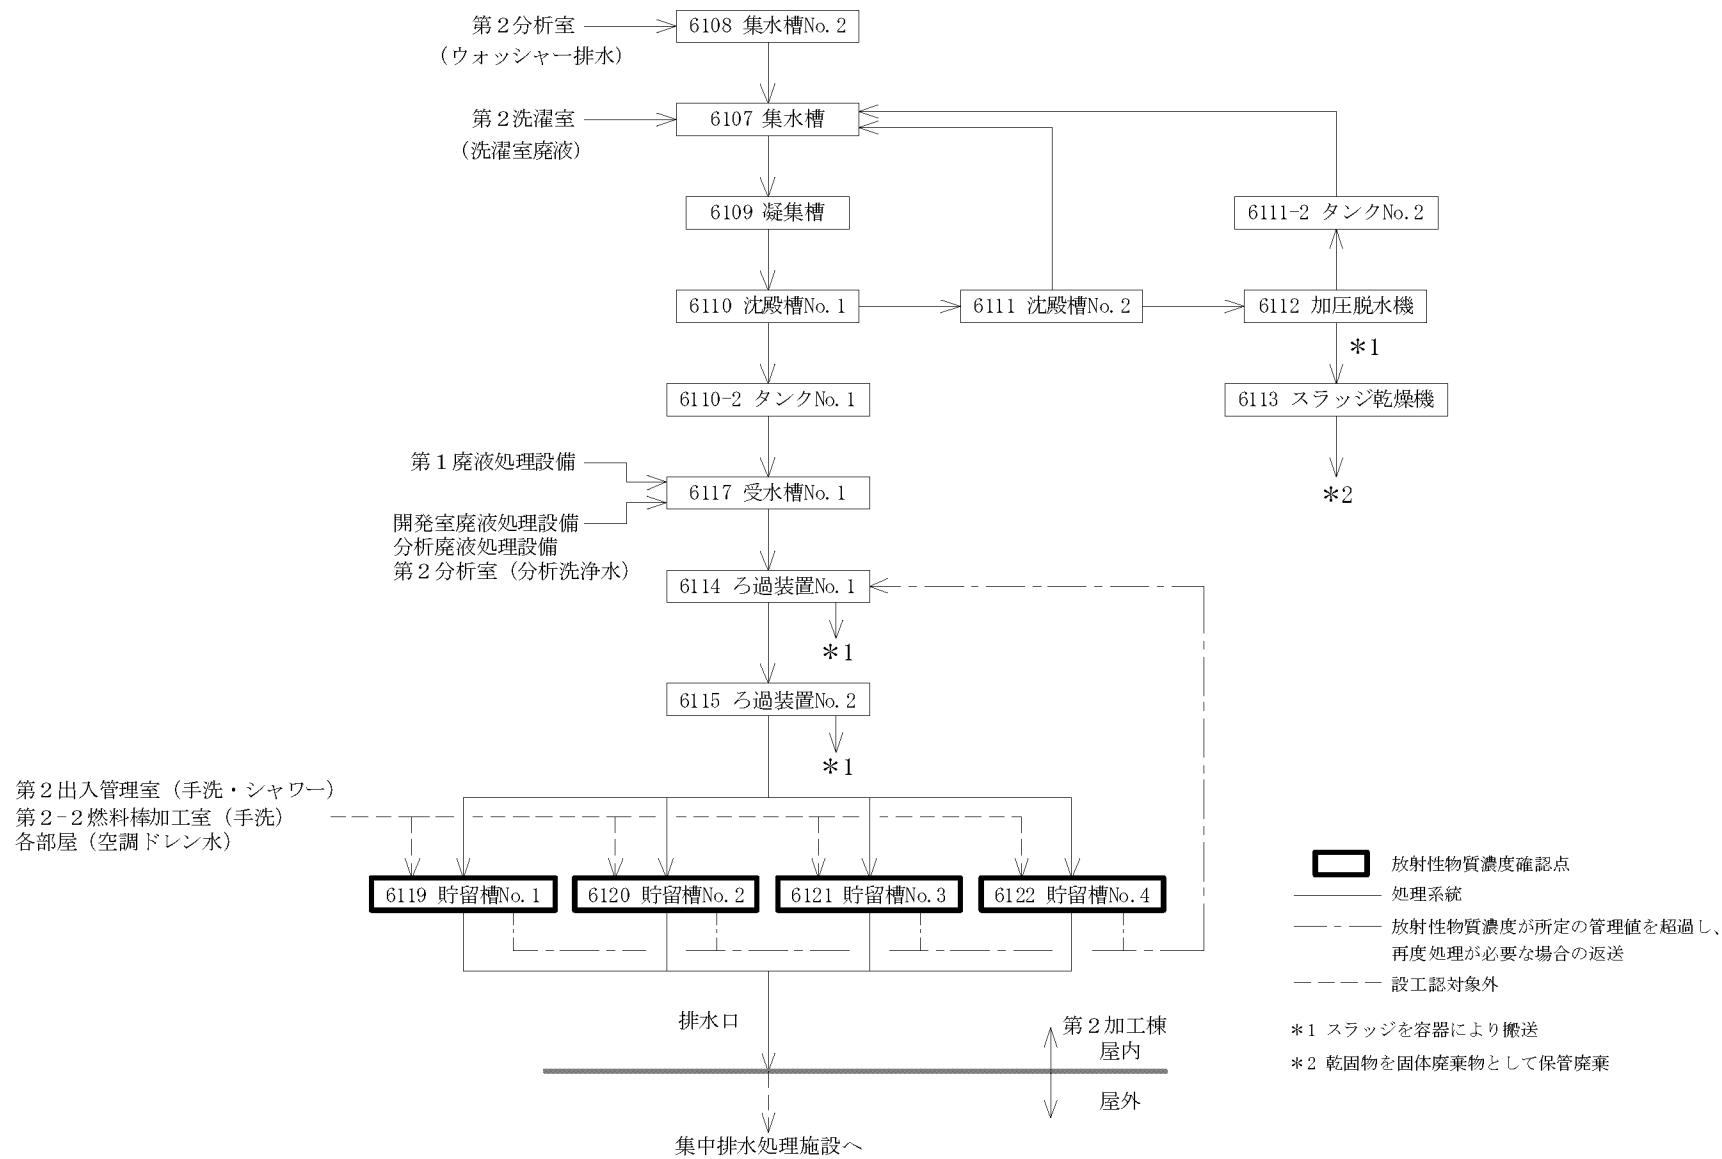 第２分析室
（ウォッシャー排水）
6108 集水槽No. 2
第２洗濯室
（洗濯室廃液）
6107 集水槽
6109 凝集槽
6111-2 タンクNo. 2
6110 沈殿槽No. 1
6111 沈殿槽No. 2
6112 加圧脱水機
＊1
6110-2 タンクNo. 1
6113 スラッジ乾燥機
＊2
第１廃液処理設備
6117 受水槽No. 1
開発室廃液処理設備
分析廃液処理設備
第２分析室（分析洗浄水）
6114 ろ過装置No. 1
＊1
6115 ろ過装置No. 2
＊1
第２出入管理室（手洗・シャワー）
第２−２燃料棒加工室（手洗）
各部屋（空調ドレン水）
6119 貯留槽No. 1
6120 貯留槽No. 2
6121 貯留槽No. 3
6122 貯留槽No. 4
排水口
第２加工棟
屋内
屋外
集中排水処理施設へ
放射性物質濃度確認点
処理系統
放射性物質濃度が所定の管理値を超過し、
再度処理が必要な場合の返送
設工認対象外
＊1 スラッジを容器により搬送
＊2 乾固物を固体廃棄物として保管廃棄